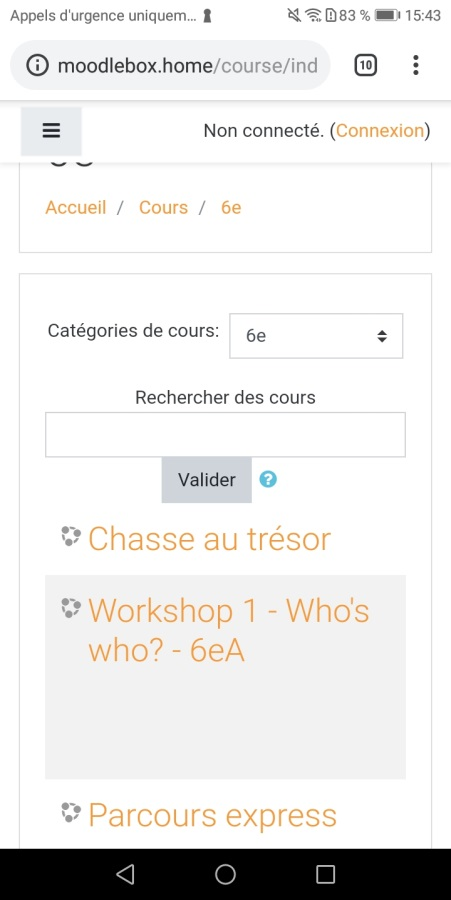 Appels d'urgence uniquem... 83 % 15:43
moodlebox.home/course/ind 10
Non connecté. (Connexion)
Accueil / Cours / 6e
Catégories de cours: 6e
Rechercher des cours
Valider ?
Chasse au trésor
Workshop 1 - Who's
who? - 6eA
Parcours express